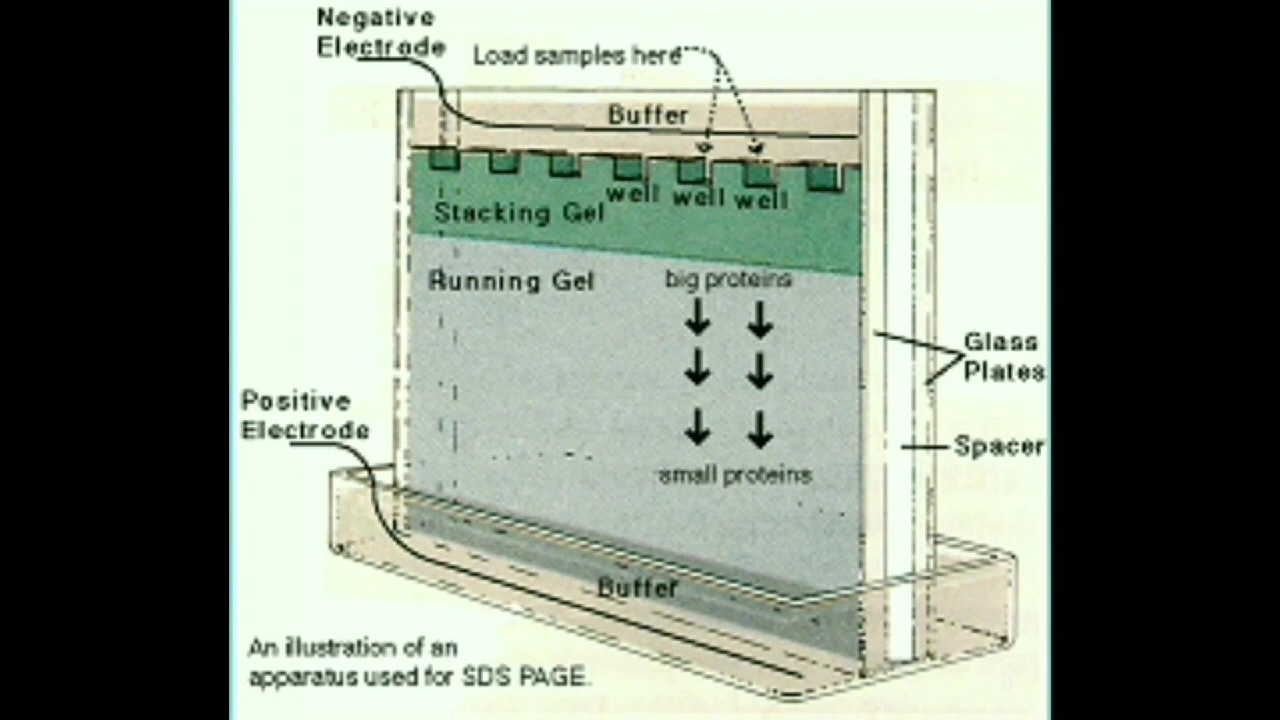 Negative
Electrode
Load samples here
Buffer
well well well
Stacking Gel
Running Gel
big proteins
Glass
Plates
Positive
Electrode
Spacer
small proteins
Buffer
An illustration of an
apparatus used for SDS PAGE.